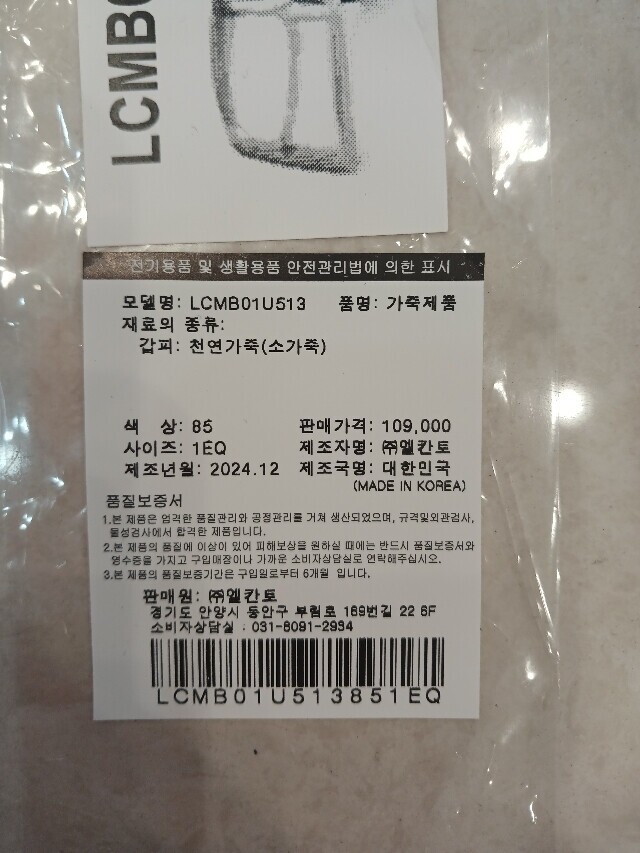 LCMB0
전기용품 및 생활용품 안전관리법에 의한 표시
모델명: LCMB01U513 품명: 가죽제품
재료의 종류:
갑피: 천연가죽(소가죽)
색 상: 85 판매가격: 109,000
사이즈: 1EQ 제조자명: ㈜엘칸토
제조년월: 2024.12 제조국명: 대한민국
(MADE IN KOREA)
품질보증서
1.본 제품은 엄격한 품질관리와 공정관리를 거쳐 생산되었으며, 규격및외관검사,
물성검사에서 합격한 제품입니다.
2.본 제품의 품질에 이상이 있어 피해보상을 원하실 때에는 반드시 품질보증서와
영수증을 가지고 구입매장이나 가까운 소비자상담실로 연락해주십시오.
3.본 제품의 품질보증기간은 구입일로부터 6개월 입니다.
판매원: ㈜엘칸토
경기도 안양시 동안구 부림로 169번길 22 6F
소비자상담실 : 031-8091-2934
LCMB01U513851EQ